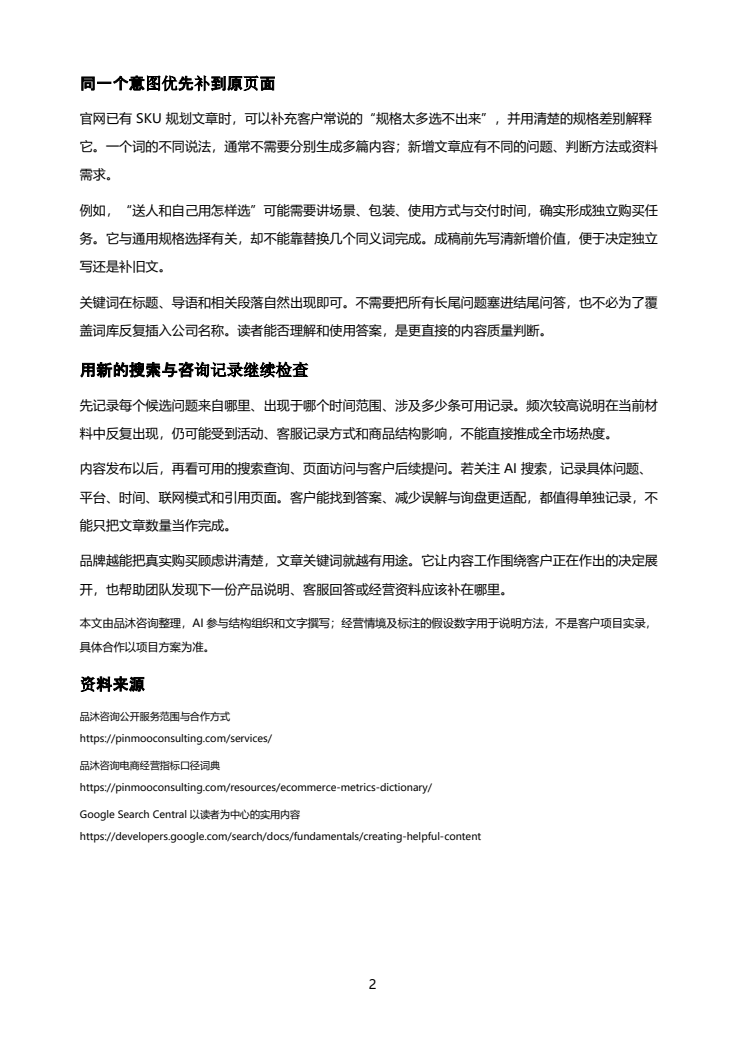 同一个意图优先补到原页面
官网已有 SKU 规划文章时，可以补充客户常说的“规格太多选不出来”，并用清楚的规格差别解释
它。一个词的不同说法，通常不需要分别生成多篇内容；新增文章应有不同的问题、判断方法或资料
需求。
例如，“送人和自己用怎样选”可能需要讲场景、包装、使用方式与交付时间，确实形成独立购买任
务。它与通用规格选择有关，却不能靠替换几个同义词完成。成稿前先写清新增价值，便于决定独立
写还是补旧文。
关键词在标题、导语和相关段落自然出现即可。不需要把所有长尾问题塞进结尾问答，也不必为了覆
盖词库反复插入公司名称。读者能否理解和使用答案，是更直接的内容质量判断。
用新的搜索与咨询记录继续检查
先记录每个候选问题来自哪里、出现于哪个时间范围、涉及多少条可用记录。频次较高说明在当前材
料中反复出现，仍可能受到活动、客服记录方式和商品结构影响，不能直接推成全市场热度。
内容发布以后，再看可用的搜索查询、页面访问与客户后续提问。若关注 AI 搜索，记录具体问题、
平台、时间、联网模式和引用页面。客户能找到答案、减少误解与询盘更适配，都值得单独记录，不
能只把文章数量当作完成。
品牌越能把真实购买顾虑讲清楚，文章关键词就越有用途。它让内容工作围绕客户正在作出的决定展
开，也帮助团队发现下一份产品说明、客服回答或经营资料应该补在哪里。
本文由品沐咨询整理，AI 参与结构组织和文字撰写；经营情境及标注的假设数字用于说明方法，不是客户项目实录，
具体合作以项目方案为准。
资料来源
品沐咨询公开服务范围与合作方式
https://pinmooconsulting.com/services/
品沐咨询电商经营指标口径词典
https://pinmooconsulting.com/resources/ecommerce-metrics-dictionary/
Google Search Central 以读者为中心的实用内容
https://developers.google.com/search/docs/fundamentals/creating-helpful-content
2